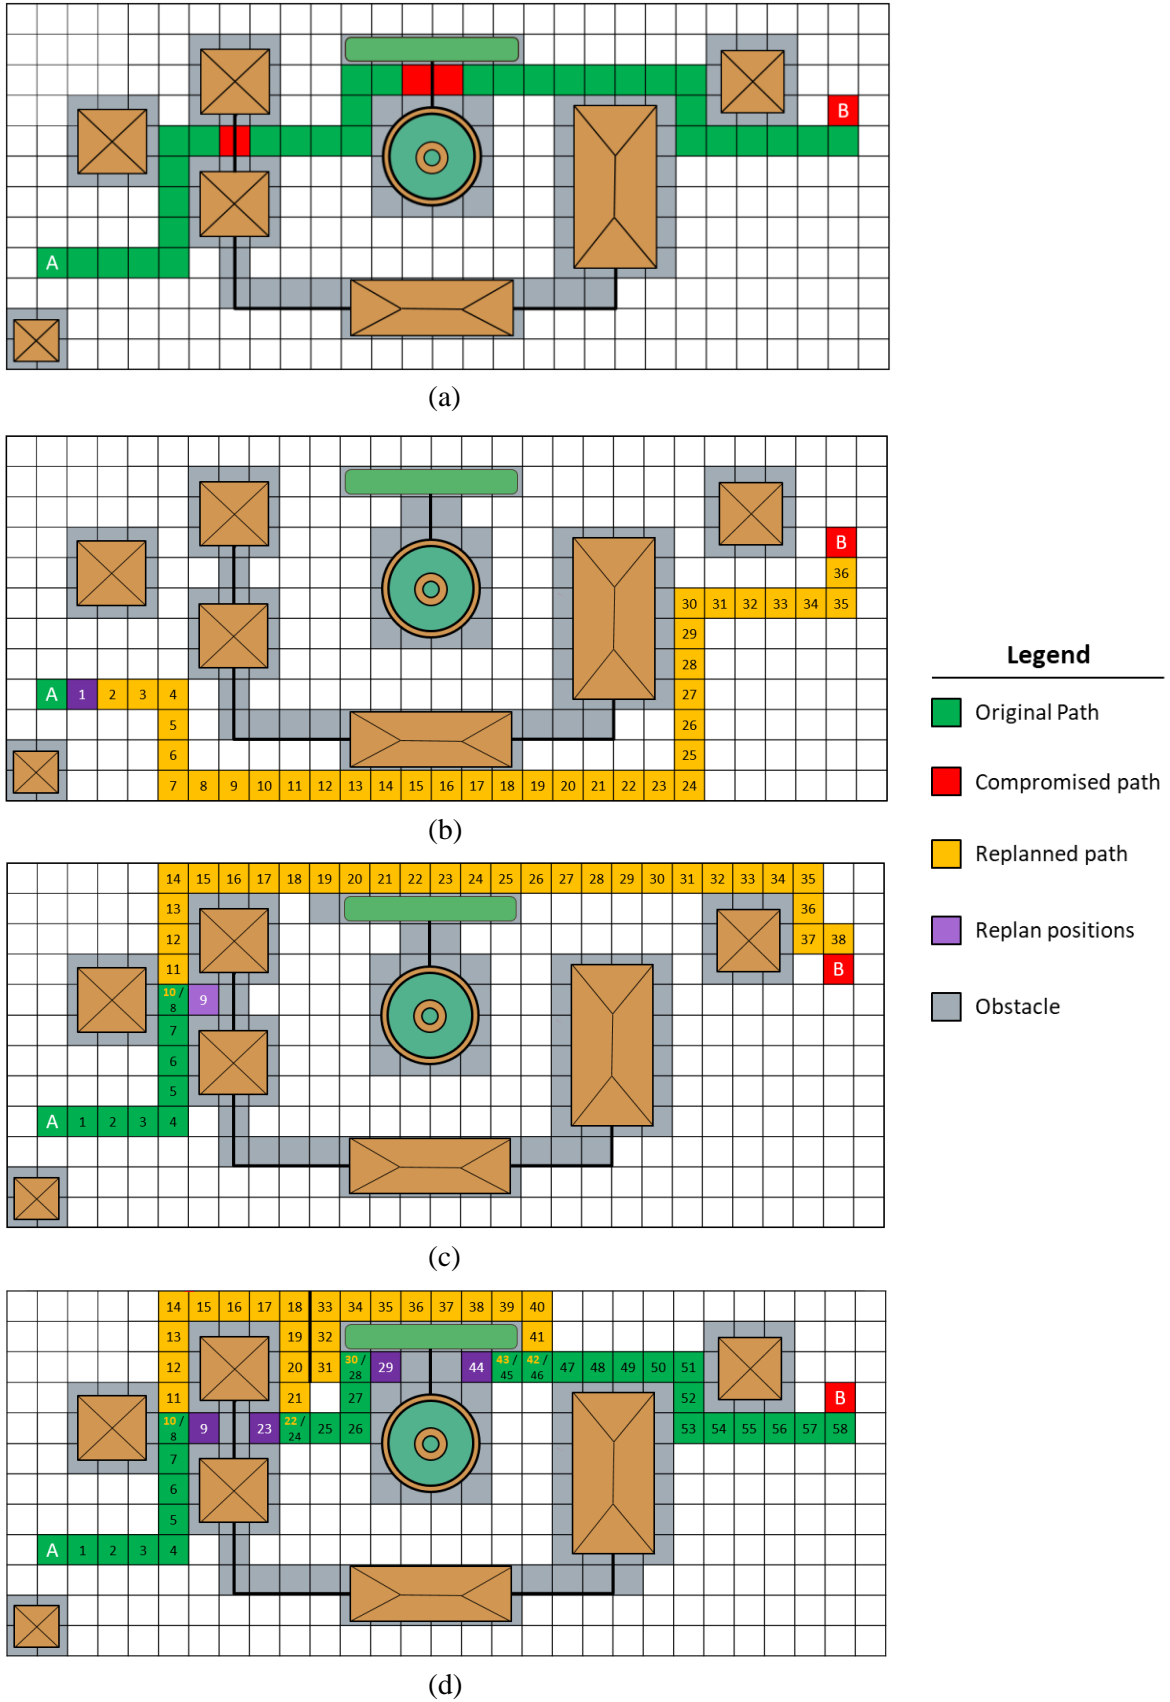 B
A
(a)
B
36
30 31 32 33 34 35
29
28
A 1 2 3 4 27
5 26
6 25
7 8 9 10 11 12 13 14 15 16 17 18 19 20 21 22 23 24
(b)
Legend
Original Path
Compromised path
Replanned path
Replan positions
Obstacle
14 15 16 17 18 19 20 21 22 23 24 25 26 27 28 29 30 31 32 33 34 35
13 36
12 37 38
11 B
10 / 8 9
7
6
5
A 1 2 3 4
(c)
14 15 16 17 18 33 34 35 36 37 38 39 40
13 19 32 41
12 20 31 30 / 28 29 44 43 / 45 42 / 46 47 48 49 50 51
11 21 27 52 B
10 / 8 9 23 22 / 24 25 26 53 54 55 56 57 58
7
6
5
A 1 2 3 4
(d)